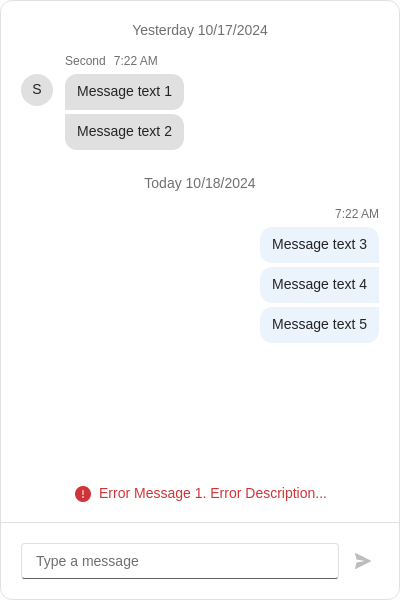 Yesterday 10/17/2024
Second 7:22 AM
S
Message text 1
Message text 2
Today 10/18/2024
7:22 AM
Message text 3
Message text 4
Message text 5
Error Message 1. Error Description...
Type a message